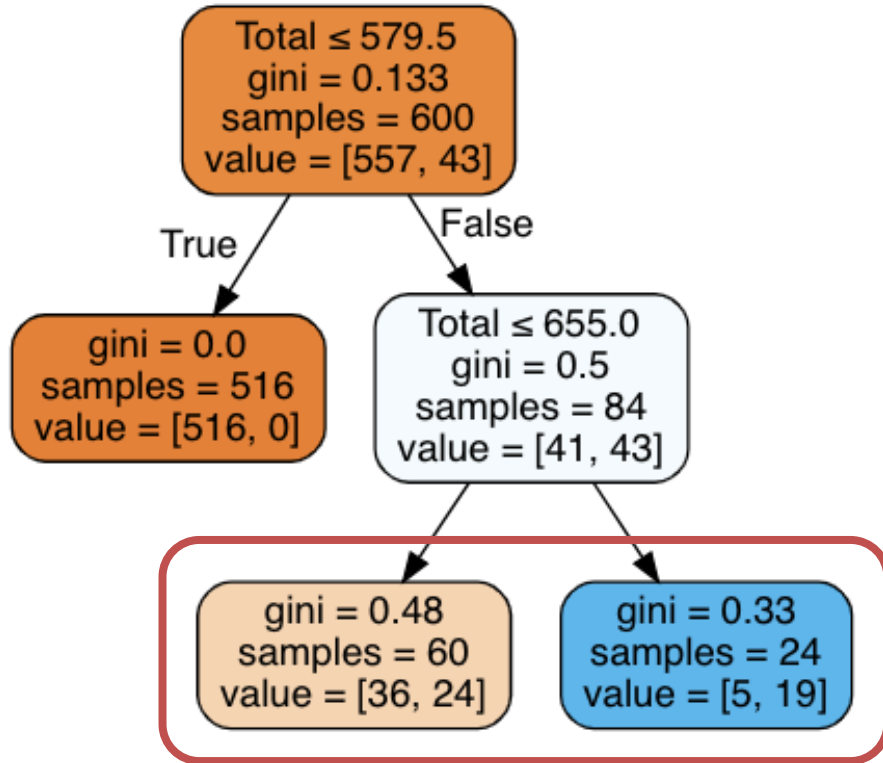 Total ≤ 579.5
gini = 0.133
samples = 600
value = [557, 43]
True
False
gini = 0.0
samples = 516
value = [516, 0]
Total ≤ 655.0
gini = 0.5
samples = 84
value = [41, 43]
gini = 0.48
samples = 60
value = [36, 24]
gini = 0.33
samples = 24
value = [5, 19]